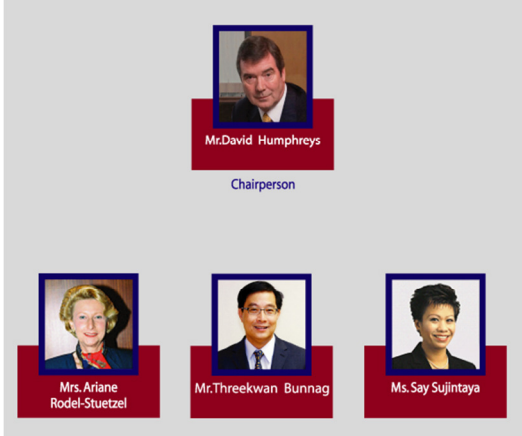 Mr.David Humphreys
Chairperson
Mrs. Ariane
Rodel-Stuetzel
Mr.Threekwan Bunnag
Ms. Say Sujintaya